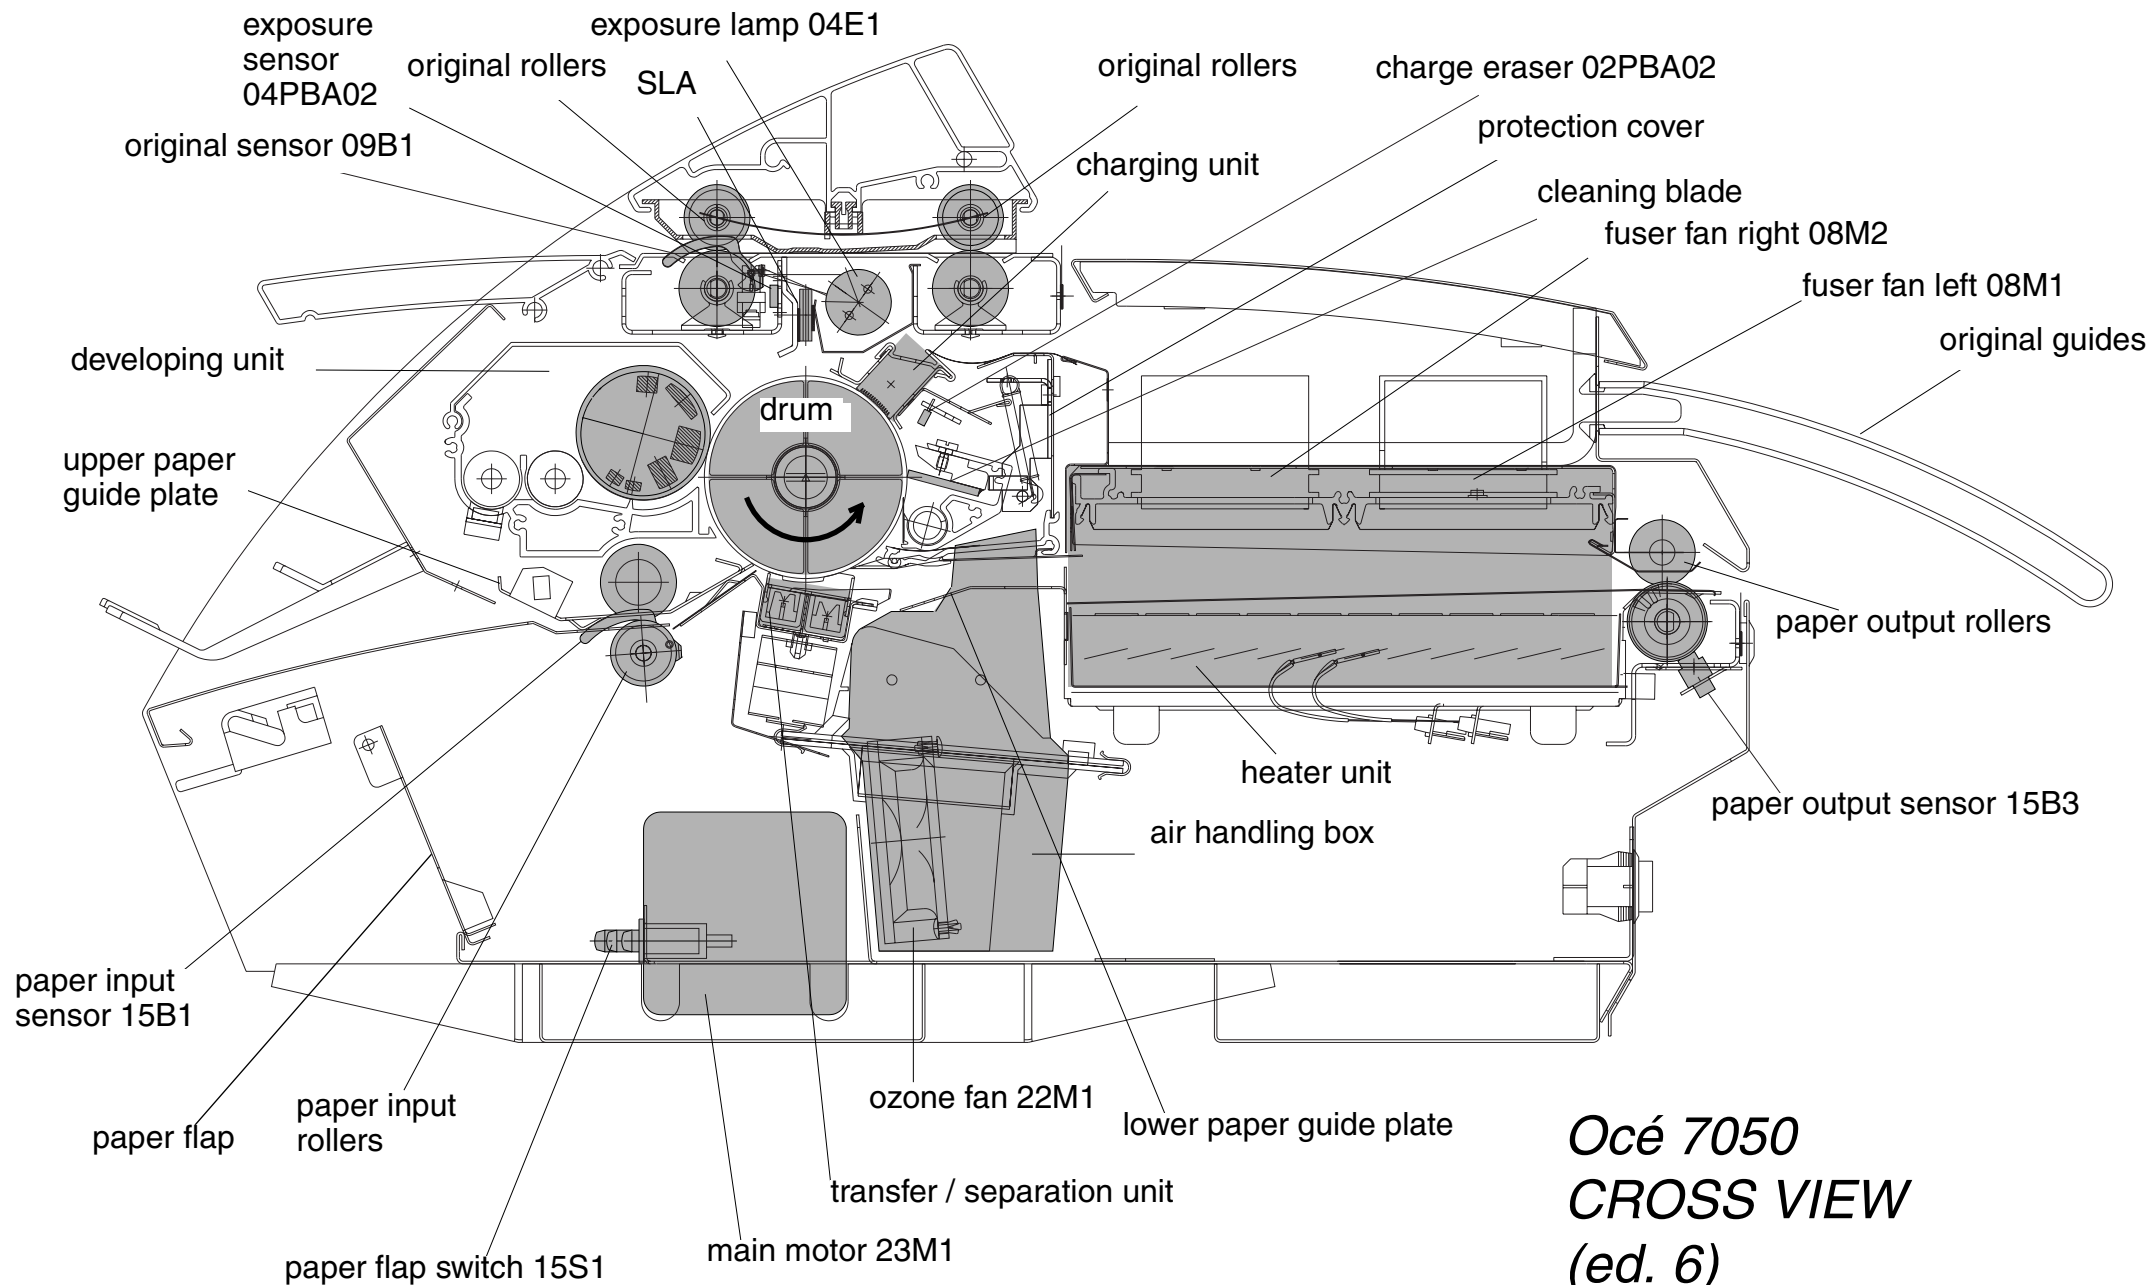 exposure
sensor
04PBA02
exposure lamp 04E1
original rollers
SLA
original rollers
charge eraser 02PBA02
protection cover
original sensor 09B1
charging unit
cleaning blade
fuser fan right 08M2
fuser fan left 08M1
original guides
developing unit
drum
upper paper
guide plate
paper output rollers
heater unit
paper output sensor 15B3
air handling box
paper input
sensor 15B1
paper flap
paper input
rollers
ozone fan 22M1
lower paper guide plate
transfer / separation unit
main motor 23M1
paper flap switch 15S1
Océ 7050
CROSS VIEW
(ed. 6)